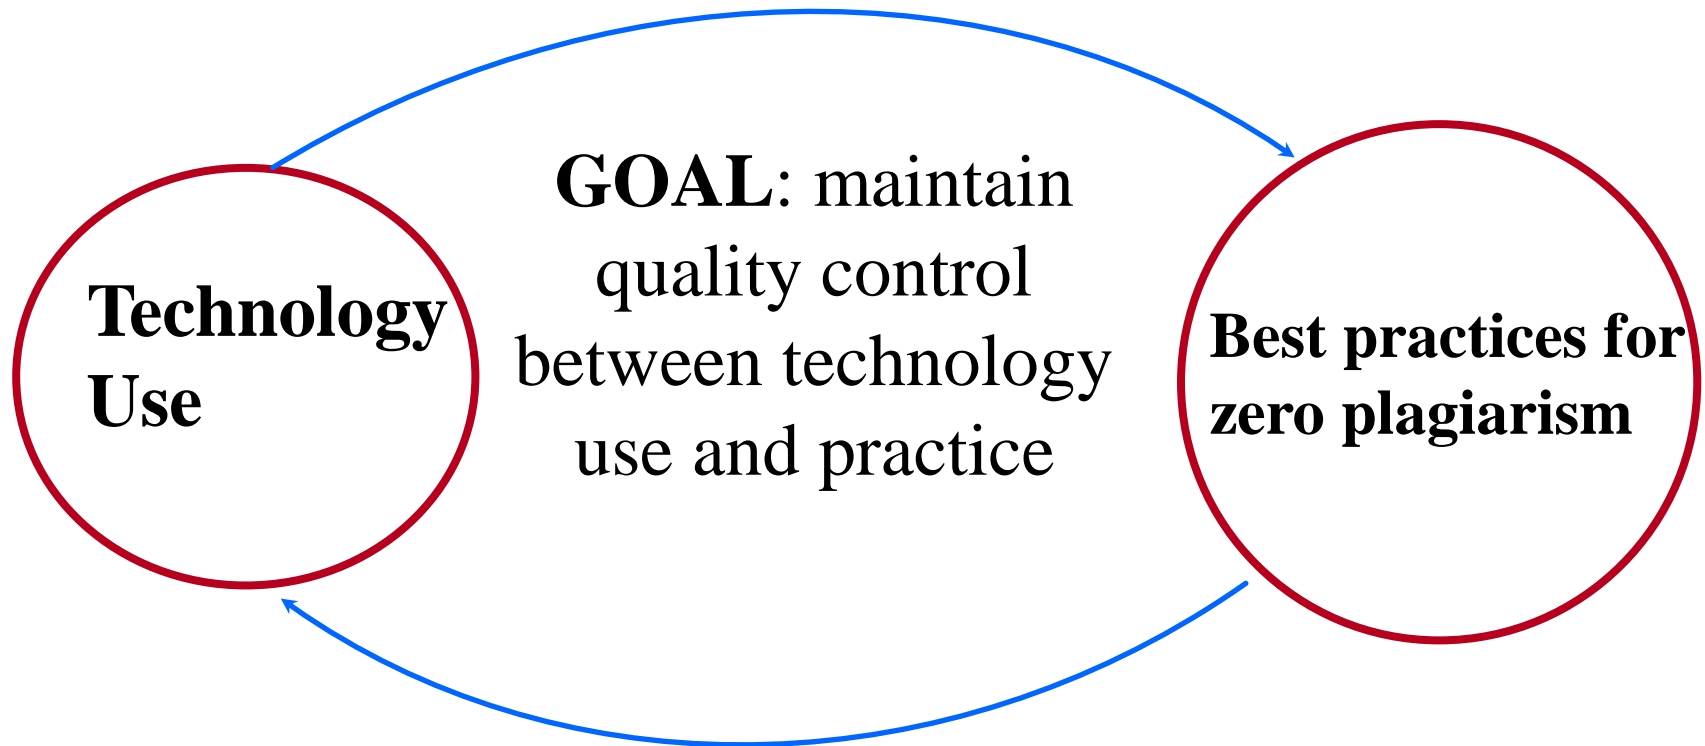 Technology
Use
GOAL: maintain
quality control
between technology
use and practice
Best practices for
zero plagiarism